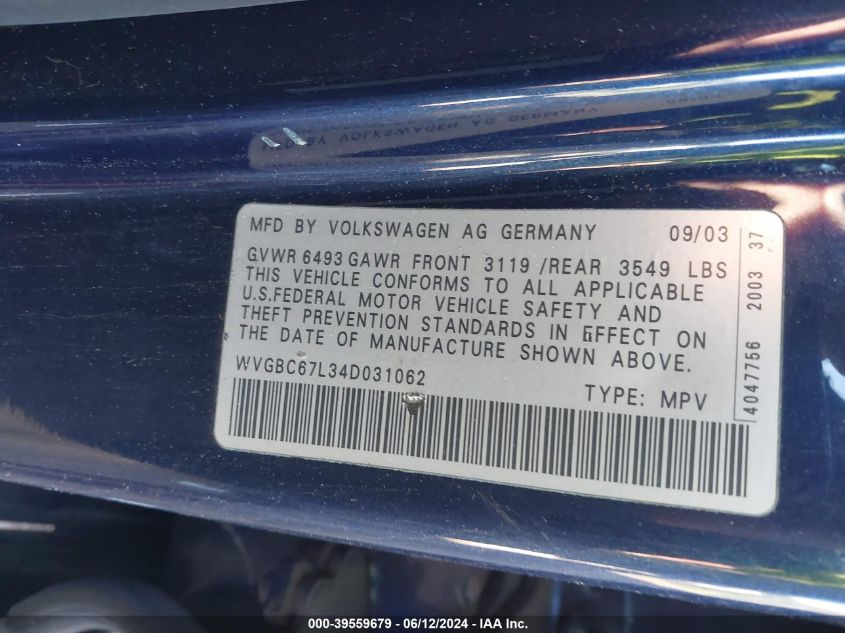 MFD BY VOLKSWAGEN AG GERMANY 09/03
GVWR 6493 GAWR FRONT 3119 /REAR 3549 LBS
THIS VEHICLE CONFORMS TO ALL APPLICABLE
U.S.FEDERAL MOTOR VEHICLE SAFETY AND
THEFT PREVENTION STANDARDS IN EFFECT ON
THE DATE OF MANUFACTURE SHOWN ABOVE.
WVGBC67L34D031062
TYPE: MPV
4047756 2003 37
000-39559679 - 06/12/2024 - IAA Inc.